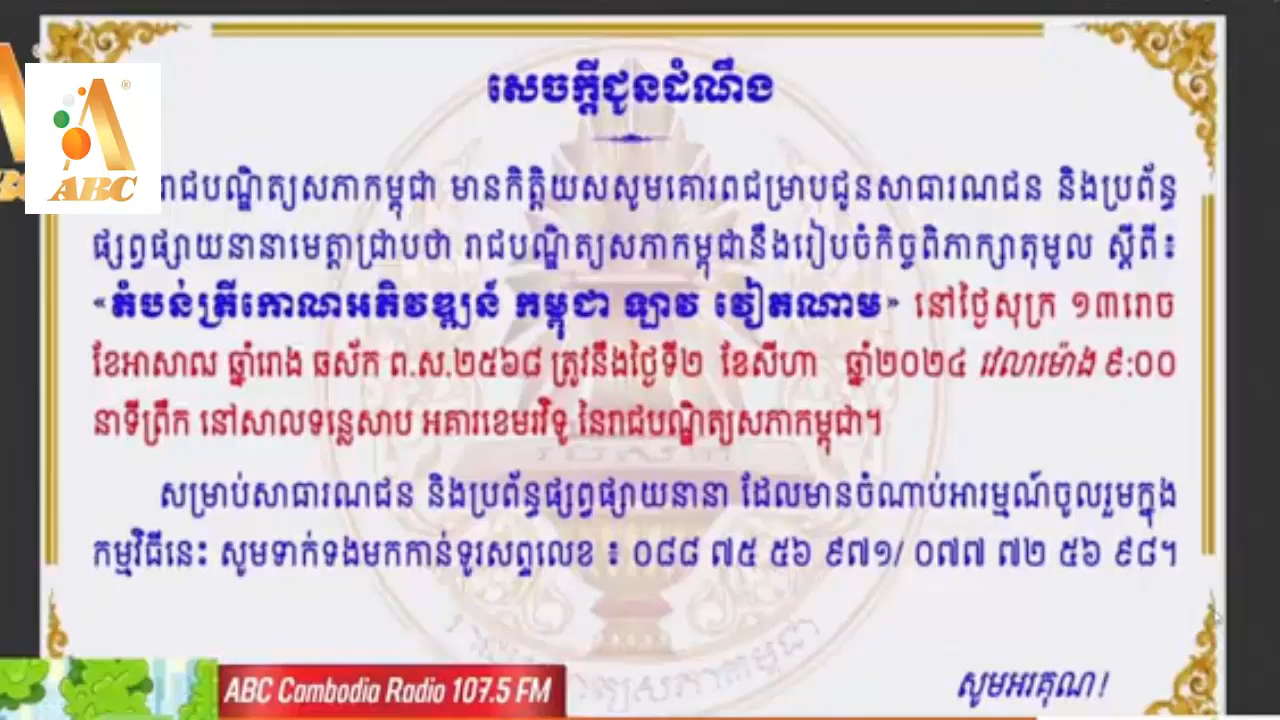 សេចក្តីជូនដំណឹង
រាជបណ្ឌិត្យសភាកម្ពុជា មានកិត្តិយសសូមគោរពជម្រាបជូនសាធារណជន និងប្រព័ន្ធ
ផ្សព្វផ្សាយនានាមេត្តាជ្រាបថា រាជបណ្ឌិត្យសភាកម្ពុជានឹងរៀបចំកិច្ចពិភាក្សាតុមូល ស្តីពី៖
«តំបន់ត្រីកោណអភិវឌ្ឍន៍ កម្ពុជា ឡាវ វៀតណាម» នៅថ្ងៃសុក្រ ១៣រោច
ខែអាសាឍ ឆ្នាំរោង ឆស័ក ព.ស.២៥៦៨ ត្រូវនឹងថ្ងៃទី២ ខែសីហា ឆ្នាំ២០២៤ វេលាម៉ោង ៩:០០
នាទីព្រឹក នៅសាលទន្លេសាប អគារខេមរវិទូ នៃរាជបណ្ឌិត្យសភាកម្ពុជា។
សម្រាប់សាធារណជន និងប្រព័ន្ធផ្សព្វផ្សាយនានា ដែលមានចំណាប់អារម្មណ៍ចូលរួមក្នុង
កម្មវិធីនេះ សូមទាក់ទងមកកាន់ទូរសព្ទលេខ ៖ ០៨៨ ៧៥ ៥៦ ៩៧១/ ០៧៧ ៧២ ៥៦ ៩៨។
សូមអរគុណ!
ABC
ABC Cambodia Radio 107.5 FM